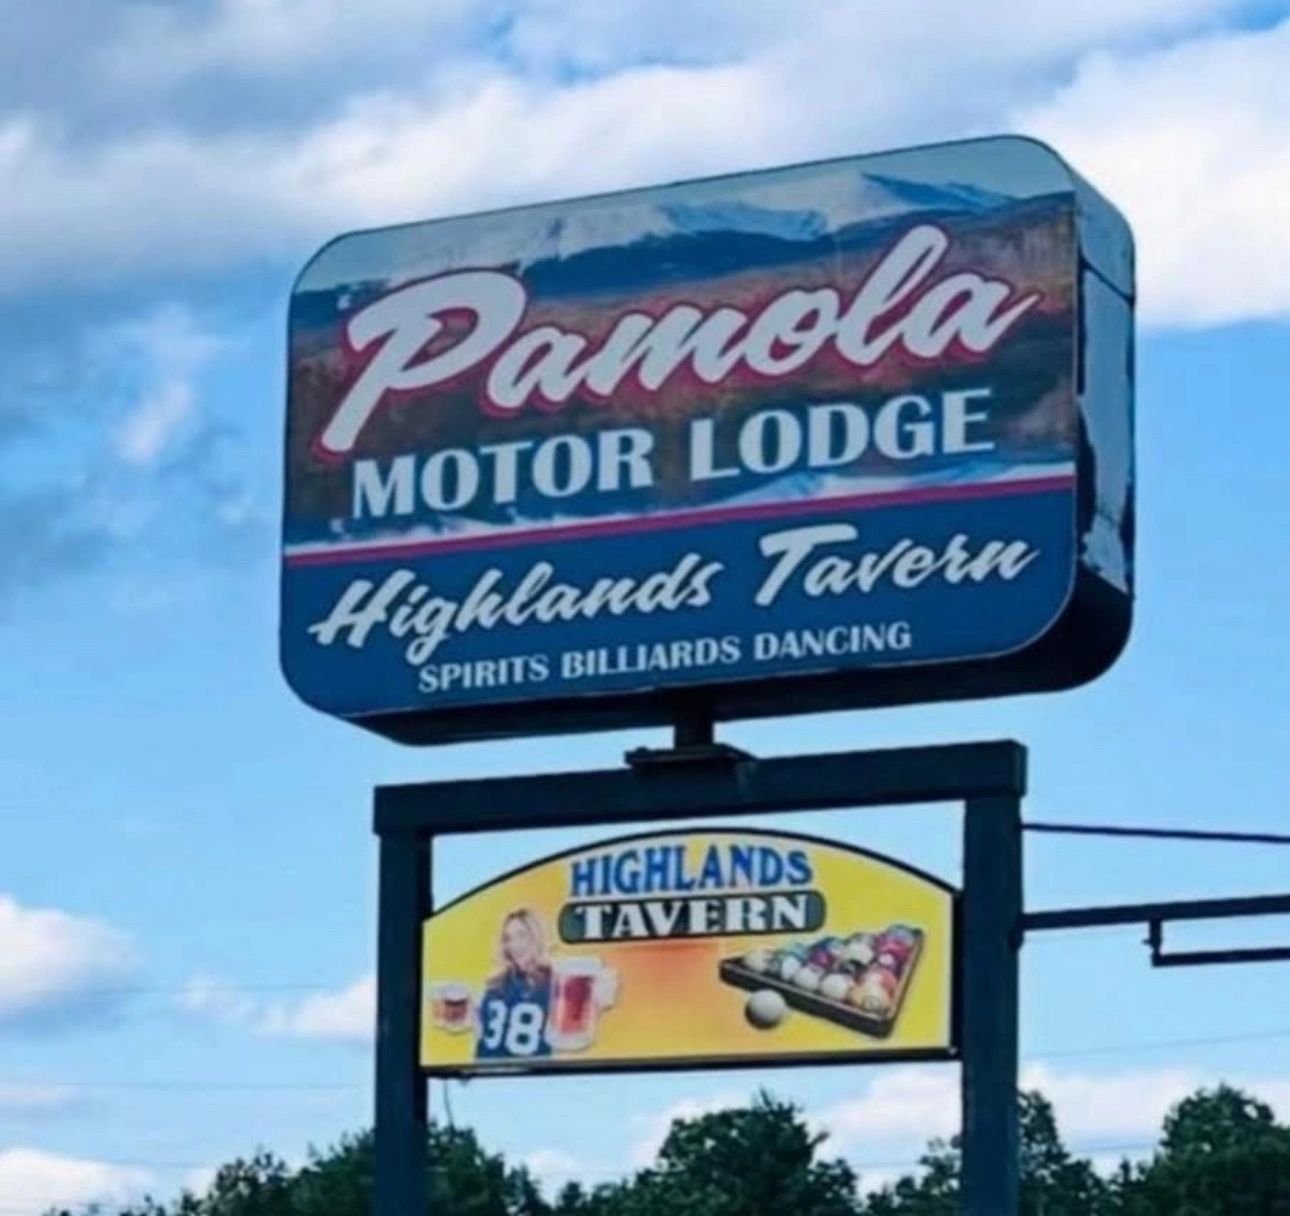 Pamola
MOTOR LODGE
Highlands Tavern
SPIRITS BILLIARDS DANCING
HIGHLANDS
TAVERN
38